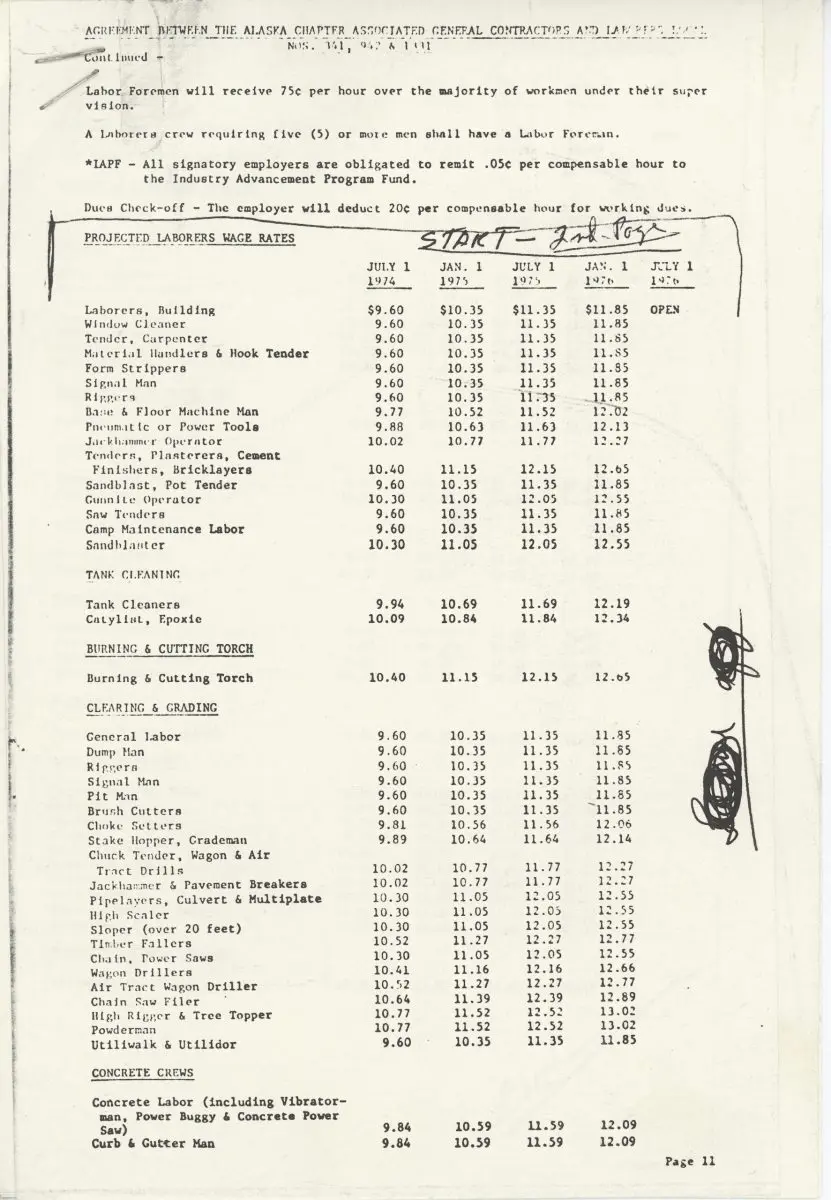 AGREEMENT BETWEEN THE ALASKA CHAPTER ASSOCIATED GENERAL CONTRACTORS AND LABORERS LOCAL
NOS. 341, 942 & 1301
Continued -
Labor Foremen will receive 75¢ per hour over the majority of workmen under their super
vision.
A Laborers crew requiring five (5) or more men shall have a Labor Foreman.
*IAPF - All signatory employers are obligated to remit .05¢ per compensable hour to
the Industry Advancement Program Fund.
Dues Check-off - The employer will deduct 20¢ per compensable hour for working dues.
START - 2nd Page
PROJECTED LABORERS WAGE RATES
JULY 1 JAN. 1 JULY 1 JAN. 1 JULY 1
1974 1975 1975 1976 1976
Laborers, Building $9.60 $10.35 $11.35 $11.85 OPEN
Window Cleaner 9.60 10.35 11.35 11.85
Tender, Carpenter 9.60 10.35 11.35 11.85
Material Handlers & Hook Tender 9.60 10.35 11.35 11.85
Form Strippers 9.60 10.35 11.35 11.85
Signal Man 9.60 10.35 11.35 11.85
Riggers 9.60 10.35 11.35 11.85
Base & Floor Machine Man 9.77 10.52 11.52 12.02
Pneumatic or Power Tools 9.88 10.63 11.63 12.13
Jackhammer Operator 10.02 10.77 11.77 12.27
Tenders, Plasterers, Cement
Finishers, Bricklayers 10.40 11.15 12.15 12.65
Sandblast, Pot Tender 9.60 10.35 11.35 11.85
Gunnite Operator 10.30 11.05 12.05 12.55
Saw Tenders 9.60 10.35 11.35 11.85
Camp Maintenance Labor 9.60 10.35 11.35 11.85
Sandblaster 10.30 11.05 12.05 12.55
TANK CLEANING
Tank Cleaners 9.94 10.69 11.69 12.19
Catylist, Epoxie 10.09 10.84 11.84 12.34
BURNING & CUTTING TORCH
Burning & Cutting Torch 10.40 11.15 12.15 12.65
CLEARING & GRADING
General Labor 9.60 10.35 11.35 11.85
Dump Man 9.60 10.35 11.35 11.85
Riggers 9.60 10.35 11.35 11.85
Signal Man 9.60 10.35 11.35 11.85
Pit Man 9.60 10.35 11.35 11.85
Brush Cutters 9.60 10.35 11.35 11.85
Choke Setters 9.81 10.56 11.56 12.06
Stake Hopper, Grademan 9.89 10.64 11.64 12.14
Chuck Tender, Wagon & Air
Tract Drills 10.02 10.77 11.77 12.27
Jackhammer & Pavement Breakers 10.02 10.77 11.77 12.27
Pipelayers, Culvert & Multiplate 10.30 11.05 12.05 12.55
High Scaler 10.30 11.05 12.05 12.55
Sloper (over 20 feet) 10.30 11.05 12.05 12.55
Timber Fallers 10.52 11.27 12.27 12.77
Chain, Power Saws 10.30 11.05 12.05 12.55
Wagon Drillers 10.41 11.16 12.16 12.66
Air Tract Wagon Driller 10.52 11.27 12.27 12.77
Chain Saw Filer 10.64 11.39 12.39 12.89
High Rigger & Tree Topper 10.77 11.52 12.52 13.02
Powderman 10.77 11.52 12.52 13.02
Utiliwalk & Utilidor 9.60 10.35 11.35 11.85
CONCRETE CREWS
Concrete Labor (including Vibrator-
man, Power Buggy & Concrete Power
Saw) 9.84 10.59 11.59 12.09
Curb & Gutter Man 9.84 10.59 11.59 12.09
Page 11